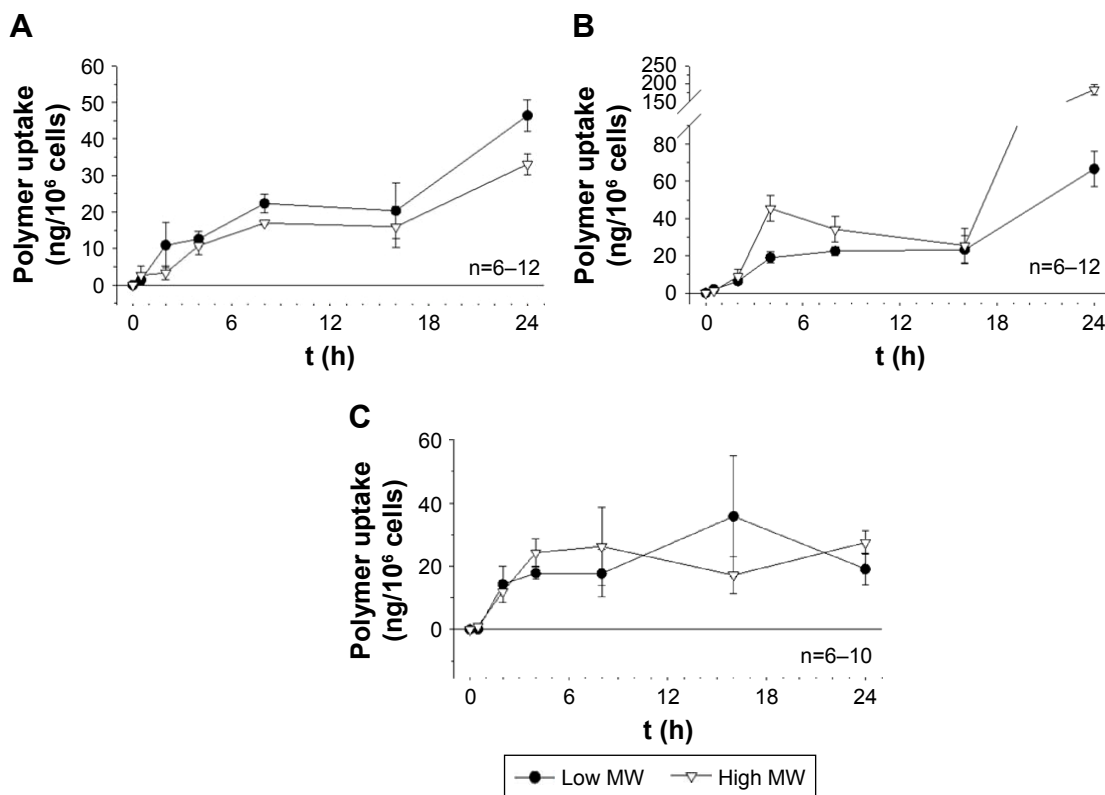 A
Polymer uptake
(ng/10⁶ cells)
60
50
40
30
20
10
0
n=6–12
0 6 12 18 24
t (h)
B
Polymer uptake
(ng/10⁶ cells)
250
200
150
80
60
40
20
0
n=6–12
0 6 12 18 24
t (h)
C
Polymer uptake
(ng/10⁶ cells)
60
40
20
0
n=6–10
0 6 12 18 24
t (h)
Low MW High MW